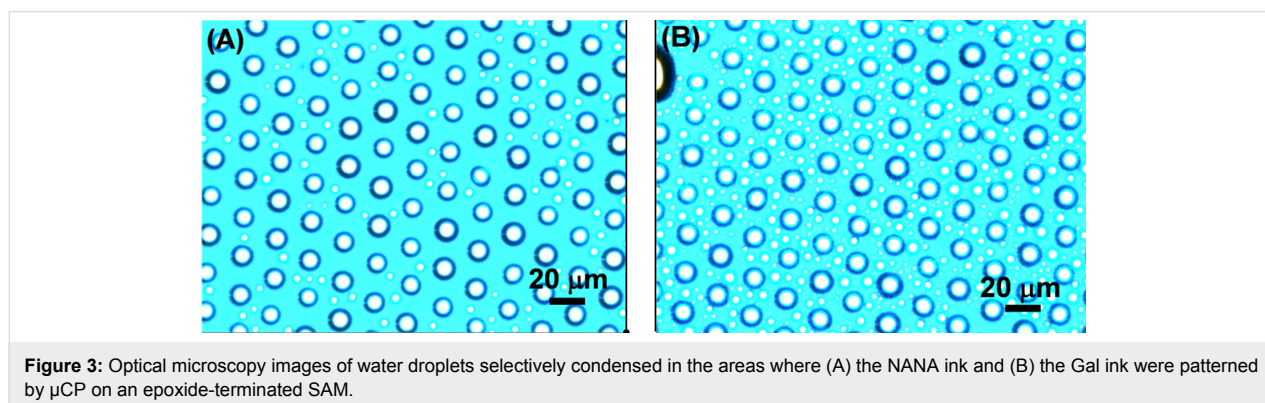 (A)
(B)
20 μm
20 μm
Figure 3: Optical microscopy images of water droplets selectively condensed in the areas where (A) the NANA ink and (B) the Gal ink were patterned
by μCP on an epoxide-terminated SAM.